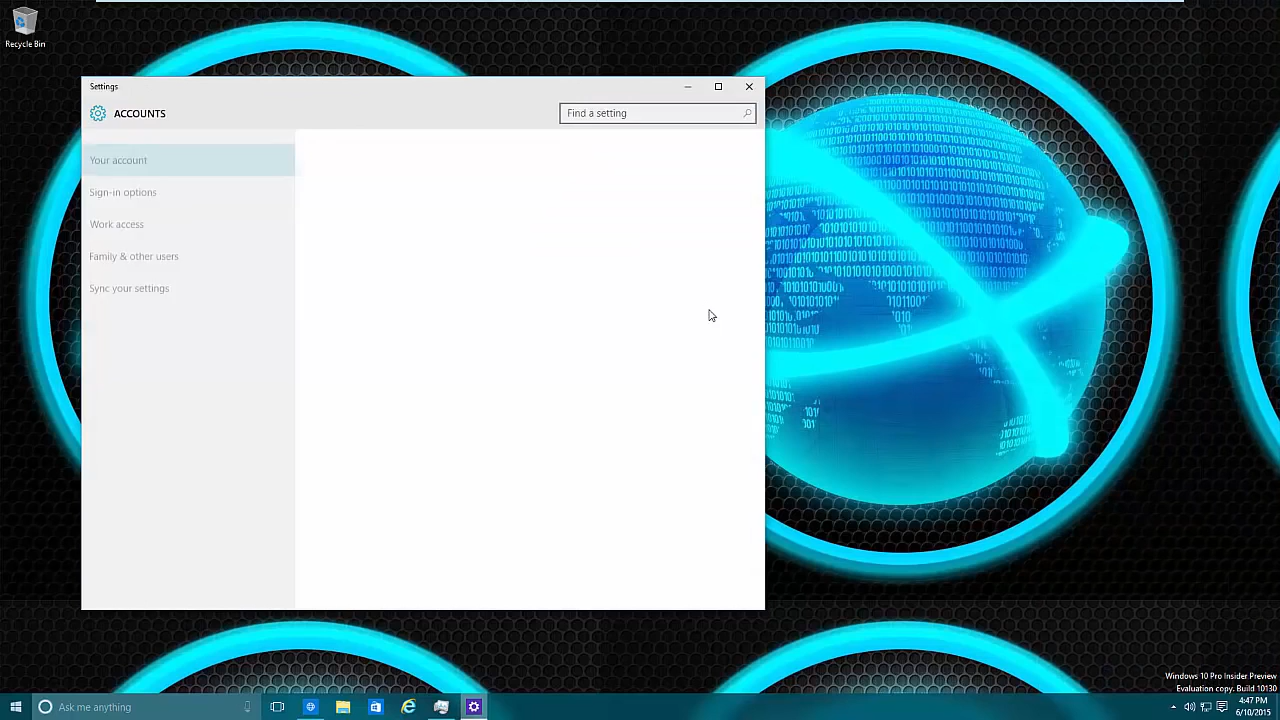 Recycle Bin
Settings
ACCOUNTS
Find a setting
Your account
Sign-in options
Work access
Family & other users
Sync your settings
Windows 10 Pro Insider Preview
Evaluation copy. Build 10130
Ask me anything
4:47 PM
6/10/2015